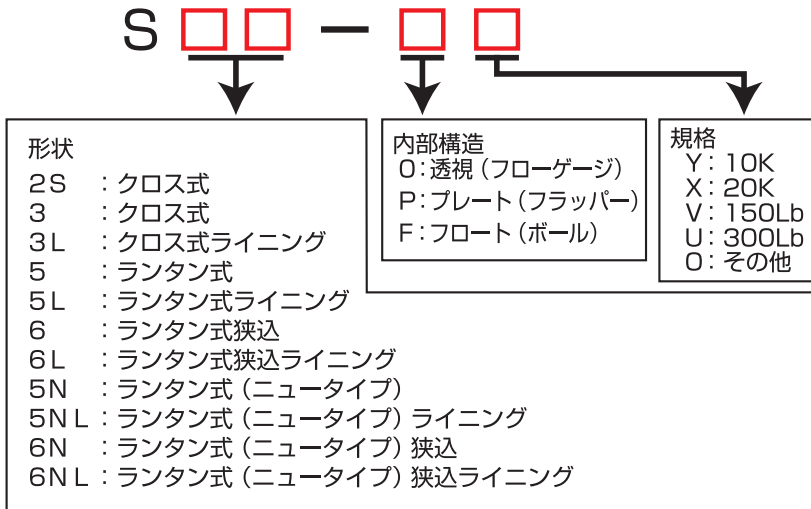 S□□－□□
形状
2S ：クロス式
3 ：クロス式
3L ：クロス式ライニング
5 ：ランタン式
5L ：ランタン式ライニング
6 ：ランタン式狭込
6L ：ランタン式狭込ライニング
5N ：ランタン式（ニュータイプ）
5NL ：ランタン式（ニュータイプ）ライニング
6N ：ランタン式（ニュータイプ）狭込
6NL ：ランタン式（ニュータイプ）狭込ライニング
内部構造
O：透視（フローゲージ）
P：プレート（フラッパー）
F：フロート（ボール）
規格
Y：10K
X：20K
V：150Lb
U：300Lb
O：その他